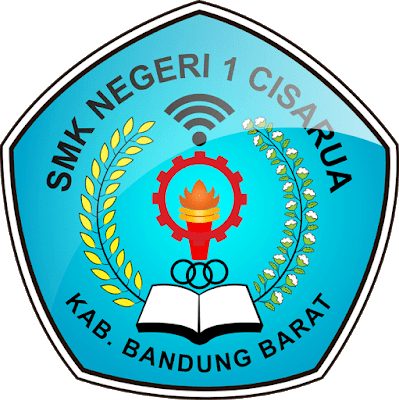 SMK NEGERI 1 CISARUA
KAB. BANDUNG BARAT